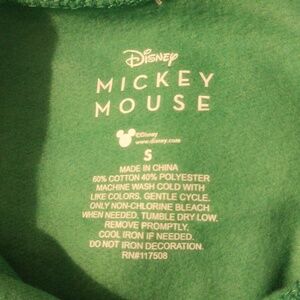 Disney
MICKEY
MOUSE
©Disney
www.disney.com
S
MADE IN CHINA
60% COTTON 40% POLYESTER
MACHINE WASH COLD WITH
LIKE COLORS. GENTLE CYCLE.
ONLY NON-CHLORINE BLEACH
WHEN NEEDED. TUMBLE DRY LOW.
REMOVE PROMPTLY.
COOL IRON IF NEEDED.
DO NOT IRON DECORATION.
RN#117508